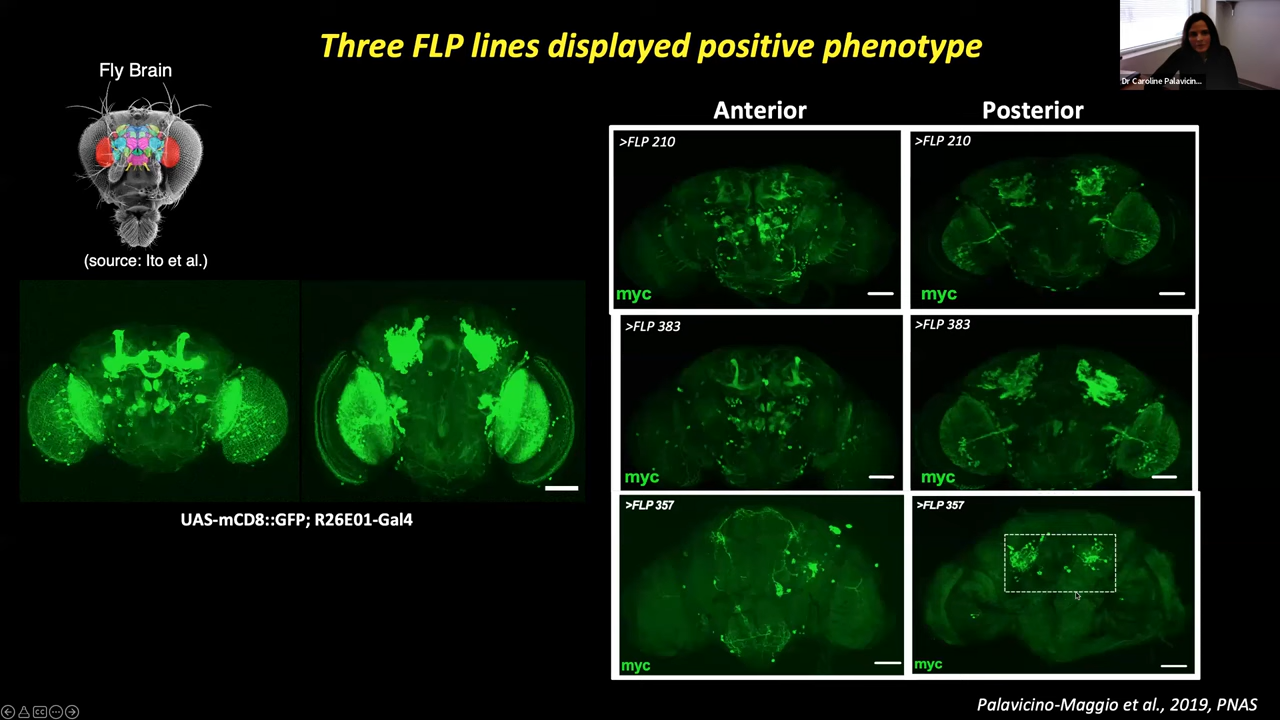 Three FLP lines displayed positive phenotype
Dr Caroline Palavicin...
Fly Brain
(source: Ito et al.)
UAS-mCD8::GFP; R26E01-Gal4
Anterior
Posterior
>FLP 210
myc
>FLP 210
myc
>FLP 383
myc
>FLP 383
myc
>FLP 357
myc
>FLP 357
myc
Palavicino-Maggio et al., 2019, PNAS
CC